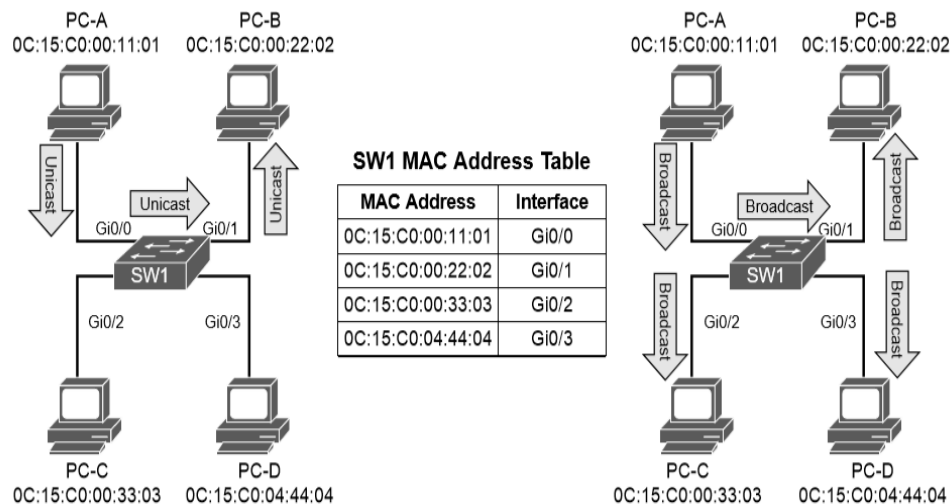 PC-A
0C:15:C0:00:11:01
PC-B
0C:15:C0:00:22:02
Unicast
Unicast
Unicast
Gi0/0
Gi0/1
SW1
Gi0/2
Gi0/3
PC-C
0C:15:C0:00:33:03
PC-D
0C:15:C0:04:44:04
SW1 MAC Address Table
MAC Address Interface
0C:15:C0:00:11:01 Gi0/0
0C:15:C0:00:22:02 Gi0/1
0C:15:C0:00:33:03 Gi0/2
0C:15:C0:04:44:04 Gi0/3
PC-A
0C:15:C0:00:11:01
PC-B
0C:15:C0:00:22:02
Broadcast
Broadcast
Broadcast
Gi0/0
Gi0/1
SW1
Broadcast
Gi0/2
Gi0/3
Broadcast
PC-C
0C:15:C0:00:33:03
PC-D
0C:15:C0:04:44:04